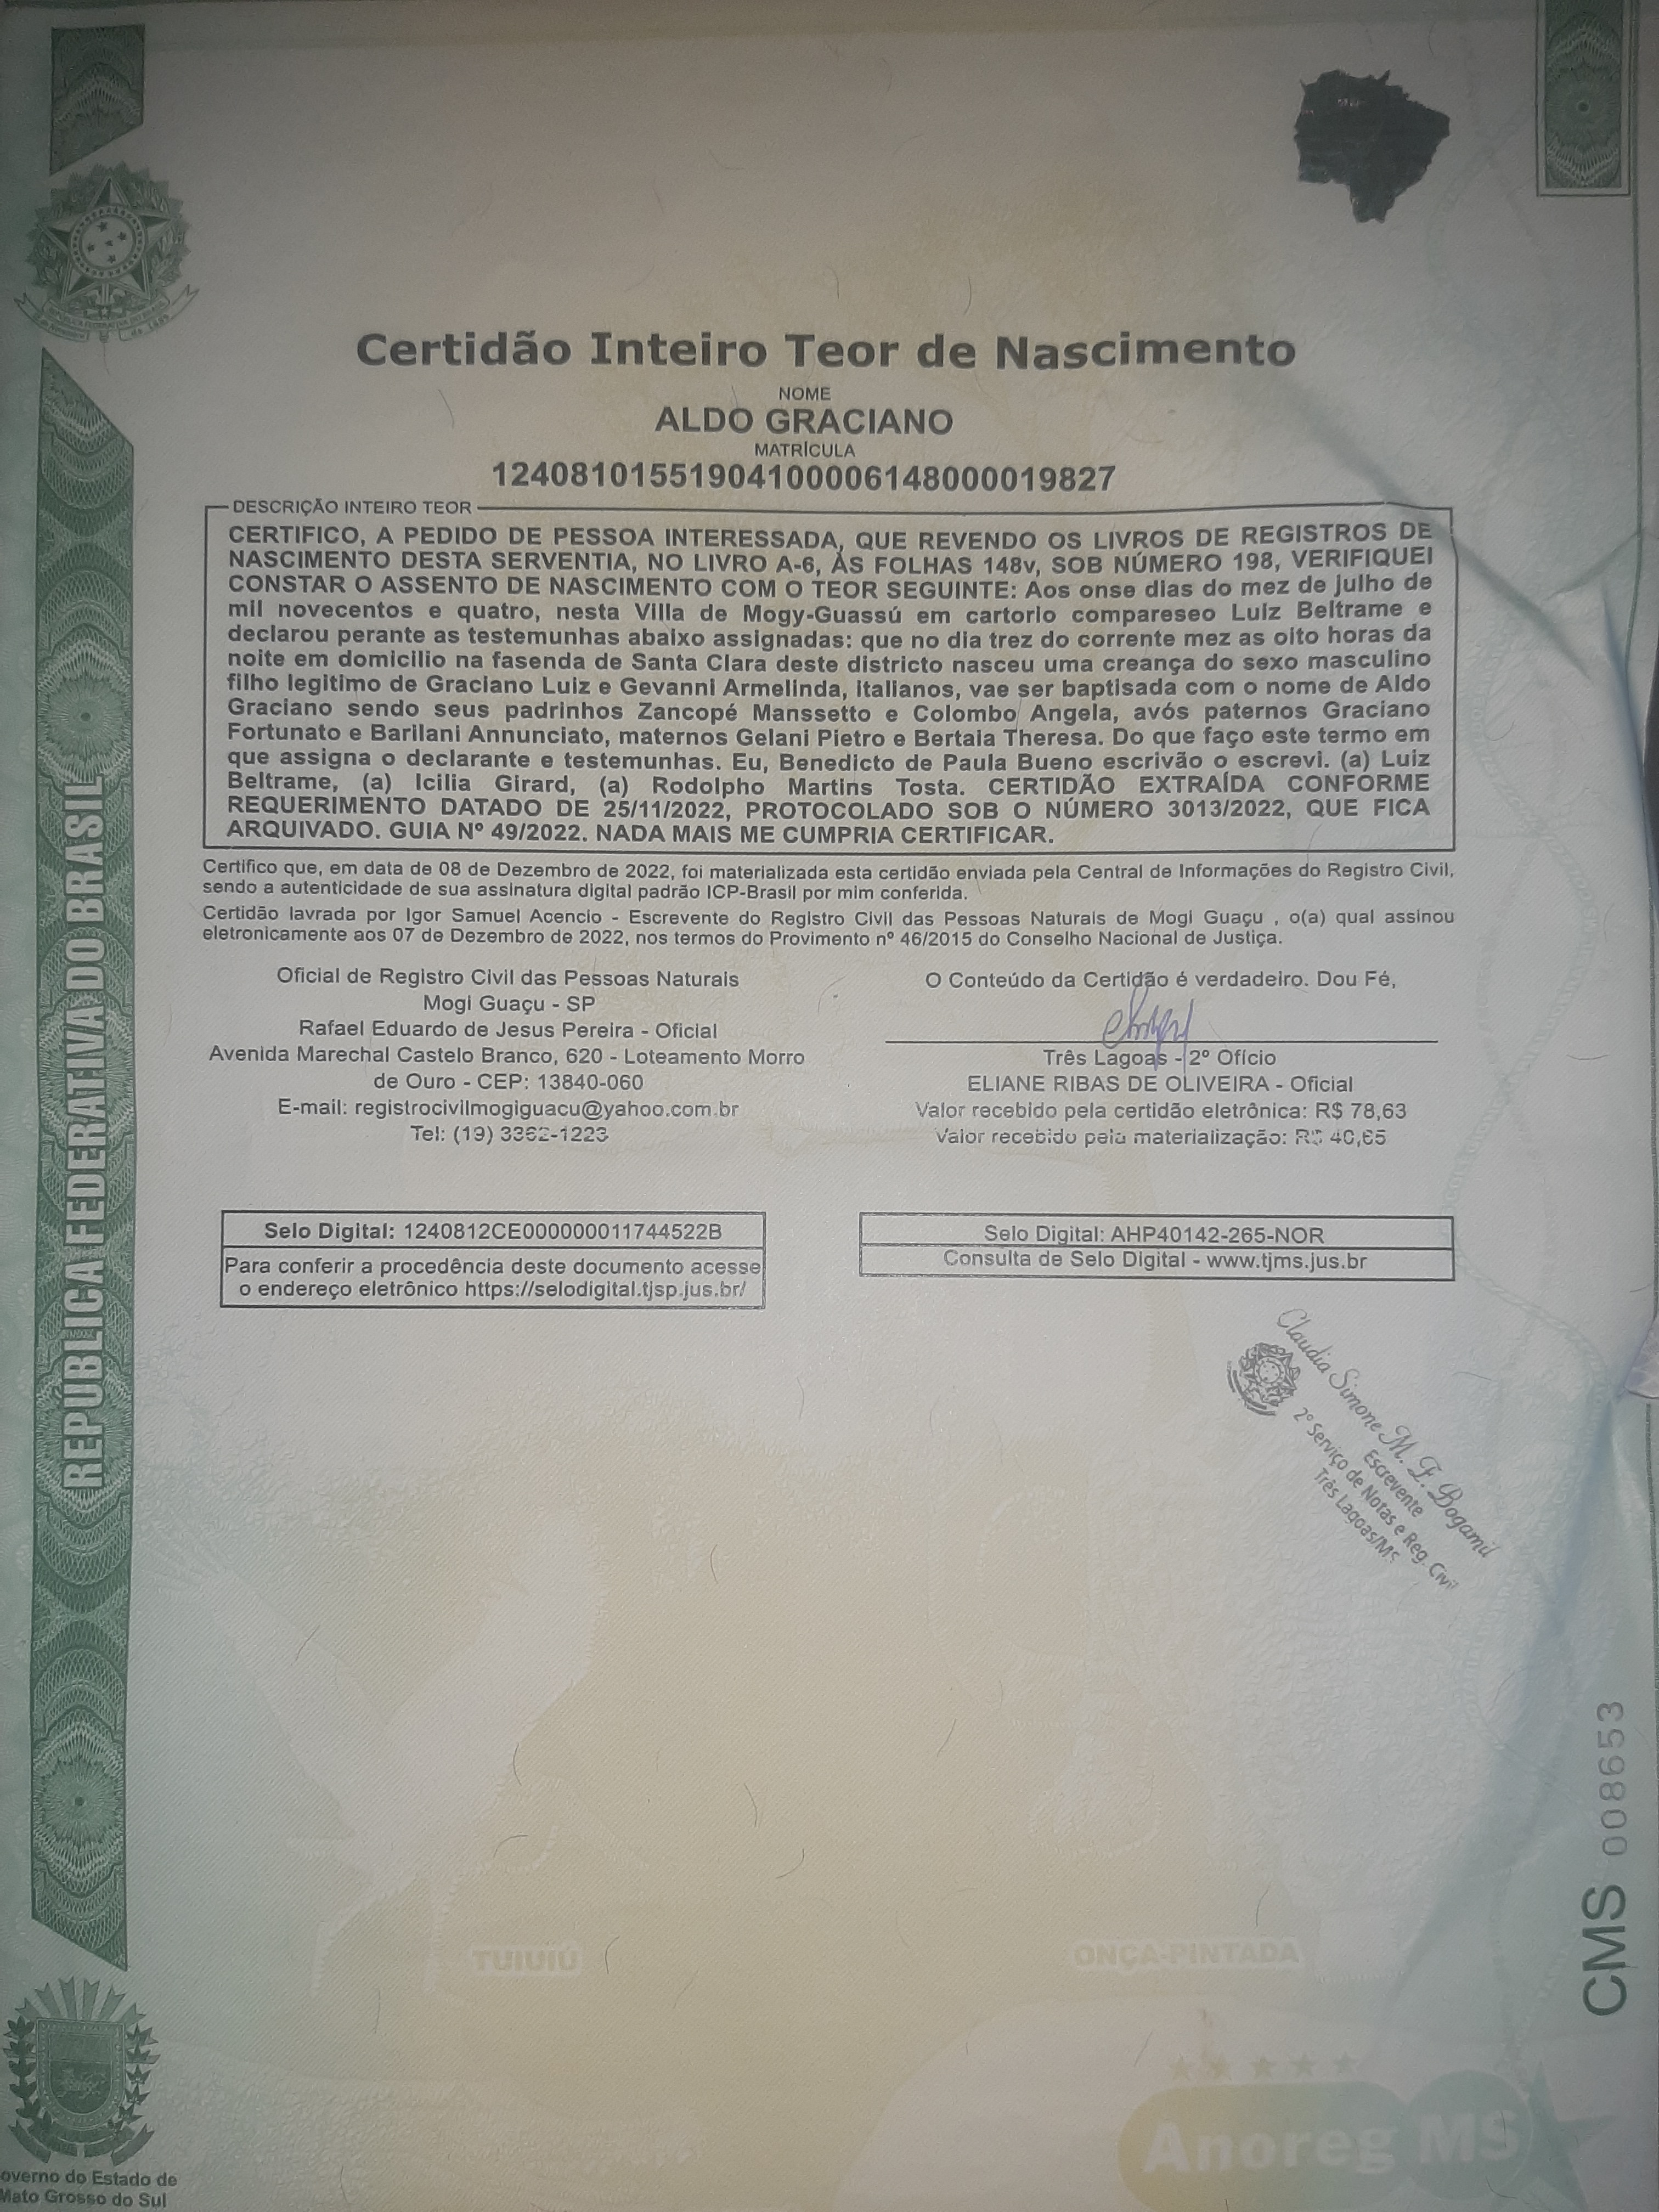 Certidão Inteiro Teor de Nascimento
NOME
ALDO GRACIANO
MATRÍCULA
12408101551904100006148000019827
DESCRIÇÃO INTEIRO TEOR
CERTIFICO, A PEDIDO DE PESSOA INTERESSADA, QUE REVENDO OS LIVROS DE REGISTROS DE
NASCIMENTO DESTA SERVENTIA, NO LIVRO A-6, ÀS FOLHAS 148v, SOB NÚMERO 198, VERIFIQUEI
CONSTAR O ASSENTO DE NASCIMENTO COM O TEOR SEGUINTE: Aos onse dias do mez de julho de
mil novecentos e quatro, nesta Villa de Mogy-Guassú em cartorio compareseo Luiz Beltrame e
declarou perante as testemunhas abaixo assignadas: que no dia trez do corrente mez as oito horas da
noite em domicilio na fasenda de Santa Clara deste districto nasceu uma creança do sexo masculino
filho legitimo de Graciano Luiz e Gevanni Armelinda, italianos, vae ser baptisada com o nome de Aldo
Graciano sendo seus padrinhos Zancopé Manssetto e Colombo Angela, avós paternos Graciano
Fortunato e Barilani Annunciato, maternos Gelani Pietro e Bertaia Theresa. Do que faço este termo em
que assigna o declarante e testemunhas. Eu, Benedicto de Paula Bueno escrivão o escrevi. (a) Luiz
Beltrame, (a) Icilia Girard, (a) Rodolpho Martins Tosta. CERTIDÃO EXTRAÍDA CONFORME
REQUERIMENTO DATADO DE 25/11/2022, PROTOCOLADO SOB O NÚMERO 3013/2022, QUE FICA
ARQUIVADO. GUIA Nº 49/2022. NADA MAIS ME CUMPRIA CERTIFICAR.
Certifico que, em data de 08 de Dezembro de 2022, foi materializada esta certidão enviada pela Central de Informações do Registro Civil,
sendo a autenticidade de sua assinatura digital padrão ICP-Brasil por mim conferida.
Certidão lavrada por Igor Samuel Acencio - Escrevente do Registro Civil das Pessoas Naturais de Mogi Guaçu , o(a) qual assinou
eletronicamente aos 07 de Dezembro de 2022, nos termos do Provimento nº 46/2015 do Conselho Nacional de Justiça.
Oficial de Registro Civil das Pessoas Naturais
Mogi Guaçu - SP
Rafael Eduardo de Jesus Pereira - Oficial
Avenida Marechal Castelo Branco, 620 - Loteamento Morro
de Ouro - CEP: 13840-060
E-mail: registrocivilmogiguacu@yahoo.com.br
Tel: (19) 3362-1223
O Conteúdo da Certidão é verdadeiro. Dou Fé,
Três Lagoas - 2º Ofício
ELIANE RIBAS DE OLIVEIRA - Oficial
Valor recebido pela certidão eletrônica: R$ 78,63
Valor recebido pela materialização: R$ 40,65
Selo Digital: 1240812CE000000011744522B
Para conferir a procedência deste documento acesse
o endereço eletrônico https://selodigital.tjsp.jus.br/
Selo Digital: AHP40142-265-NOR
Consulta de Selo Digital - www.tjms.jus.br
Claudia Simone M. F. Bogamil
Escrevente
2º Serviço de Notas e Reg. Civil
Três Lagoas/MS
REPÚBLICA FEDERATIVA DO BRASIL
CMS 008653
TUIUIÚ
ONÇA-PINTADA
Anoreg MS
overno do Estado de
Mato Grosso do Sul